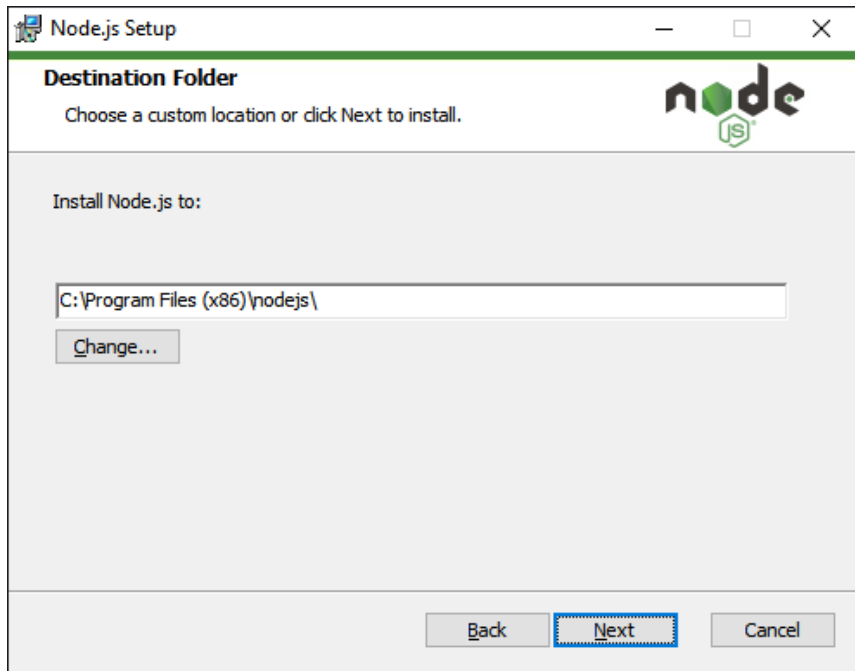 Node.js Setup
Destination Folder
Choose a custom location or click Next to install.
node
JS
Install Node.js to:
C:\Program Files (x86)\nodejs\
Change...
Back
Next
Cancel